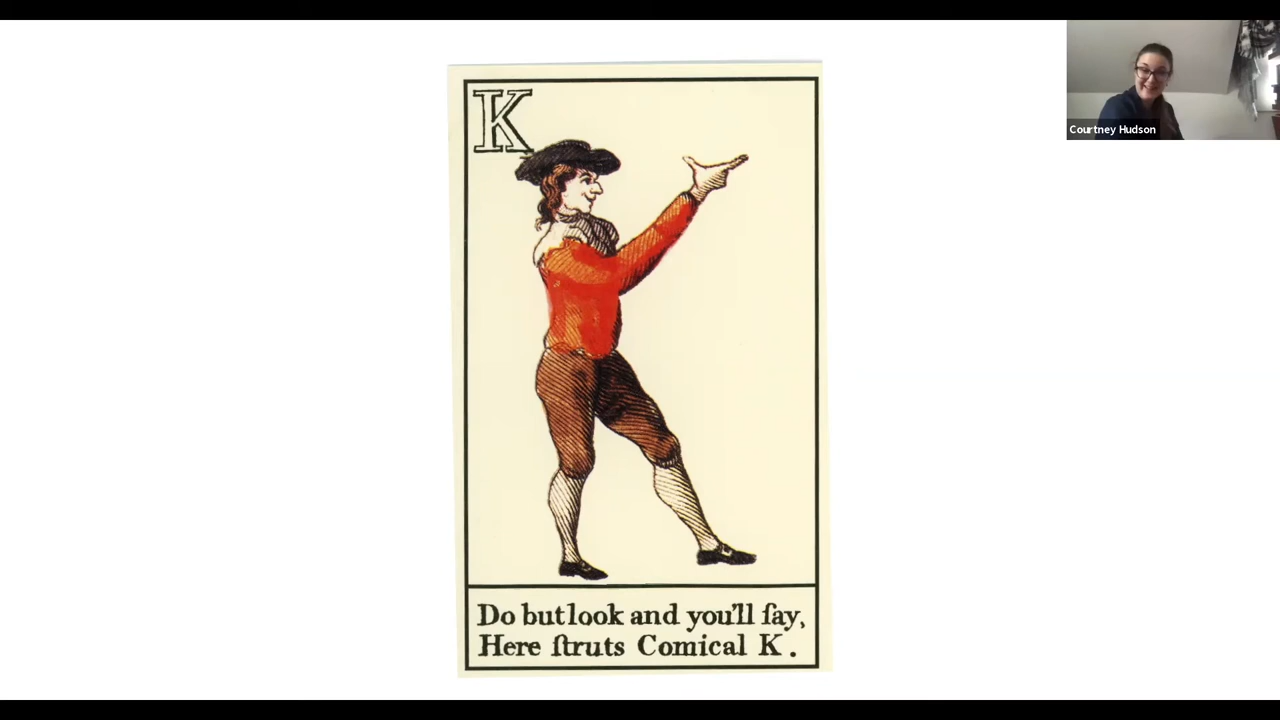 K
Courtney Hudson
Do but look and you'll ſay,
Here ſtruts Comical K.